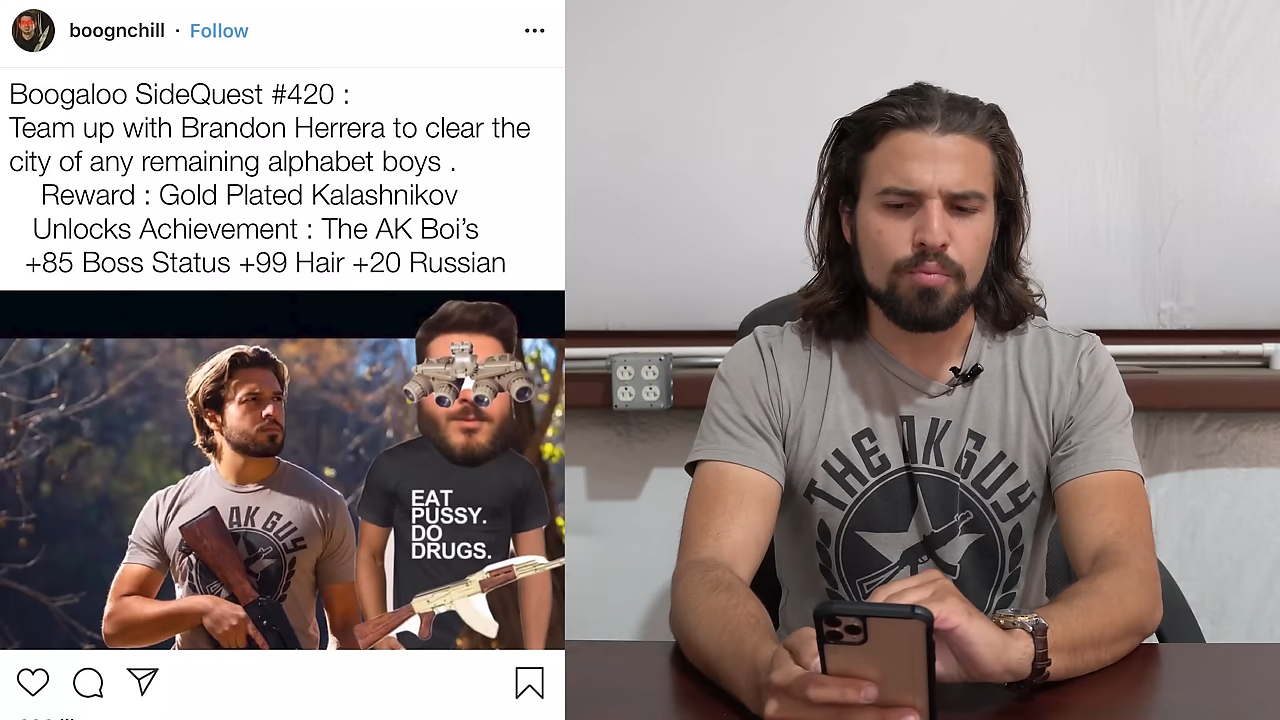 boognchill · Follow
Boogaloo SideQuest #420 :
Team up with Brandon Herrera to clear the
city of any remaining alphabet boys .
Reward : Gold Plated Kalashnikov
Unlocks Achievement : The AK Boi's
+85 Boss Status +99 Hair +20 Russian
AK GUY
EAT
PUSSY.
DO
DRUGS.
THE AK GUY